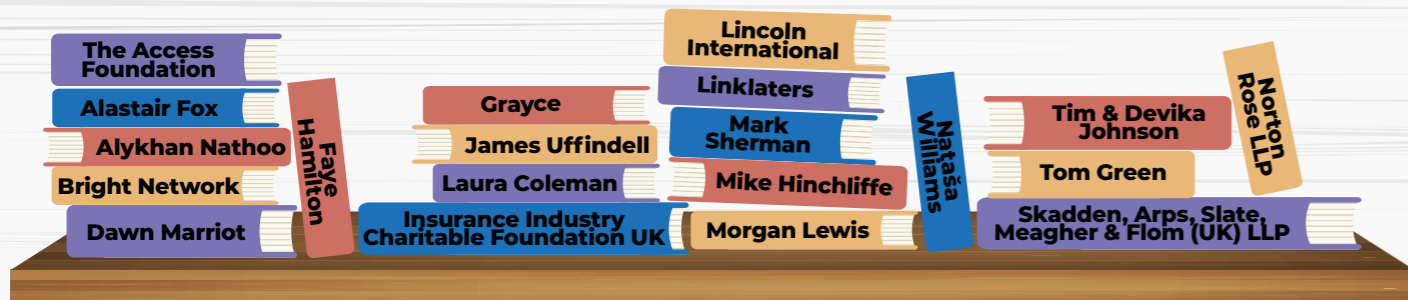 The Access
Foundation
Alastair Fox
Alykhan Nathoo
Bright Network
Dawn Marriot
Faye
Hamilton
Grayce
James Uffindell
Laura Coleman
Insurance Industry
Charitable Foundation UK
Lincoln
International
Linklaters
Mark
Sherman
Mike Hinchliffe
Morgan Lewis
Nataša
Williams
Tim & Devika
Johnson
Tom Green
Skadden, Arps, Slate,
Meagher & Flom (UK) LLP
Norton
Rose LLP